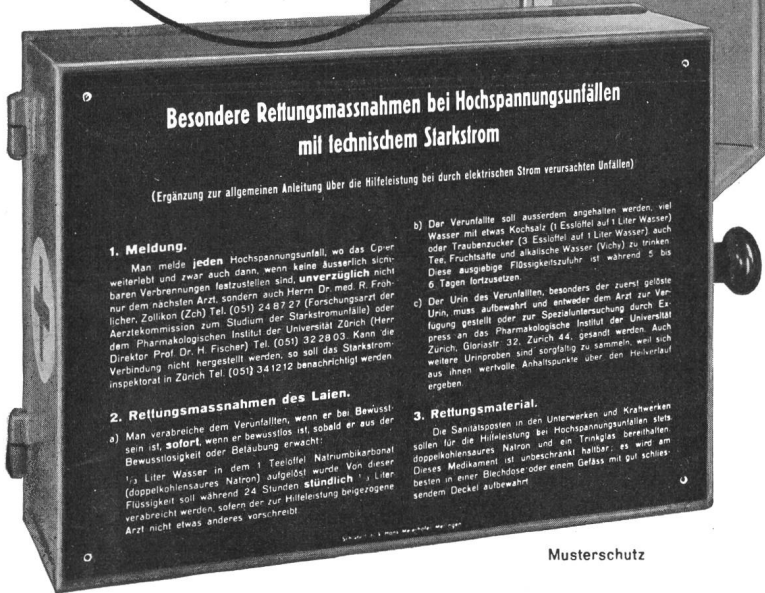 Besondere Rettungsmassnahmen bei Hochspannungsunfällen
mit technischem Starkstrom
(Ergänzung zur allgemeinen Anleitung über die Hilfeleistung bei durch elektrischen Strom verursachten Unfällen)
1. Meldung.
Man melde jeden Hochspannungsunfall, wo das Opfer
weiterlebt und zwar auch dann, wenn keine äusserlich sicht-
baren Verbrennungen festzustellen sind, unverzüglich nicht
nur dem nächsten Arzt, sondern auch Herrn Dr. med. R. Fröh-
licher, Zollikon (Zch) Tel. (051) 24 87 27 (Forschungsarzt der
Aerztekommission zum Studium der Starkstromunfälle) oder
dem Pharmakologischen Institut der Universität Zürich (Herr
Direktor Prof. Dr. H. Fischer) Tel. (051) 32 28 03. Kann die
Verbindung nicht hergestellt werden, so soll das Starkstrom-
inspektorat in Zürich Tel. (051) 34 12 12 benachrichtigt werden.
2. Rettungsmassnahmen des Laien.
a) Man verabreiche dem Verunfallten, wenn er bei Bewusst-
sein ist, sofort, wenn er bewusstlos ist, sobald er aus der
Bewusstlosigkeit oder Betäubung erwacht:
1/3 Liter Wasser in dem 1 Teelöffel Natriumbikarbonat
(doppelkohlensaures Natron) aufgelöst wurde. Von dieser
Flüssigkeit soll während 24 Stunden stündlich 1/3 Liter
verabreicht werden, sofern der zur Hilfeleistung beigezogene
Arzt nicht etwas anderes vorschreibt.
b) Der Verunfallte soll ausserdem angehalten werden, viel
Wasser mit etwas Kochsalz (1 Esslöffel auf 1 Liter Wasser)
oder Traubenzucker (3 Esslöffel auf 1 Liter Wasser) auch
Tee, Fruchtsäfte und alkalische Wasser (Vichy) zu trinken.
Diese ausgiebige Flüssigkeitszufuhr ist während 5 bis
6 Tagen fortzusetzen.
c) Der Urin des Verunfallten, besonders der zuerst gelöste
Urin, muss aufbewahrt und entweder dem Arzt zur Ver-
fügung gestellt oder zur Spezialuntersuchung durch Ex-
press an das Pharmakologische Institut der Universität
Zürich, Gloriastr. 32, Zürich 44, gesandt werden. Auch
weitere Urinproben sind sorgfältig zu sammeln, weil sich
aus ihnen wertvolle Anhaltspunkte über den Heilverlauf
ergeben.
3. Rettungsmaterial.
Die Sanitätsposten in den Unterwerken und Kraftwerken
sollen für die Hilfeleistung bei Hochspannungsunfällen stets
doppelkohlensaures Natron und ein Trinkglas bereithalten.
Dieses Medikament ist unbeschränkt haltbar; es wird am
besten in einer Blechdose oder einem Gefäss mit gut schlies-
sendem Deckel aufbewahrt.
Musterschutz